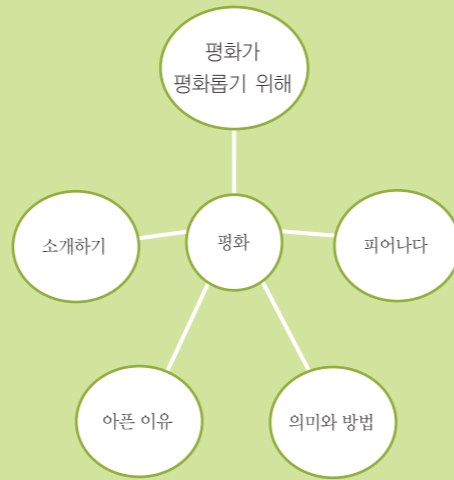 평화가
평화롭기 위해
소개하기
평화
피어나다
아픈 이유
의미와 방법